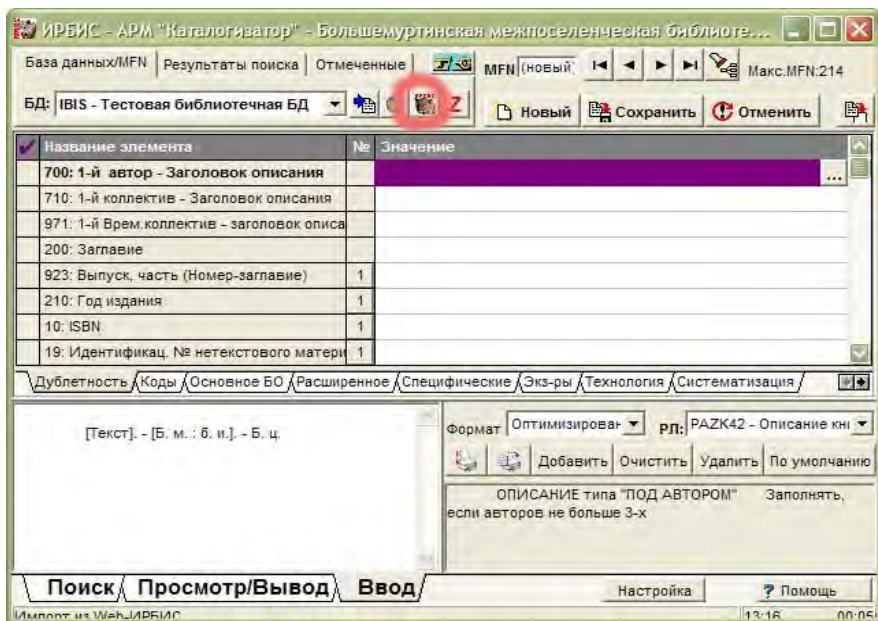 ИРБИС - АРМ "Каталогизатор" - Большемуртинская межпоселенческая библиоте...
База данных/MFN Результаты поиска Отмеченные MFN (новый) Макс.MFN:214
БД: IBIS - Тестовая библиотечная БД Z Новый Сохранить Отменить
Название элемента № Значение
700: 1-й автор - Заголовок описания ...
710: 1-й коллектив - Заголовок описания
971: 1-й Врем.коллектив - заголовок описа
200: Заглавие
923: Выпуск, часть (Номер-заглавие) 1
210: Год издания 1
10: ISBN 1
19: Идентификац. № нетекстового матери 1
Дублетность Коды Основное БО Расширенное Специфические Экз-ры Технология Систематизация
Формат Оптимизирован РЛ: PAZK42 - Описание кни
[Текст]. - [Б. м. : б. и.]. - Б. ц.
Добавить Очистить Удалить По умолчанию
ОПИСАНИЕ типа "ПОД АВТОРОМ" Заполнять,
если авторов не больше 3-х
Поиск Просмотр/Вывод Ввод Настройка ? Помощь
Импорт из Web-ИРБИС 13:16 00:05